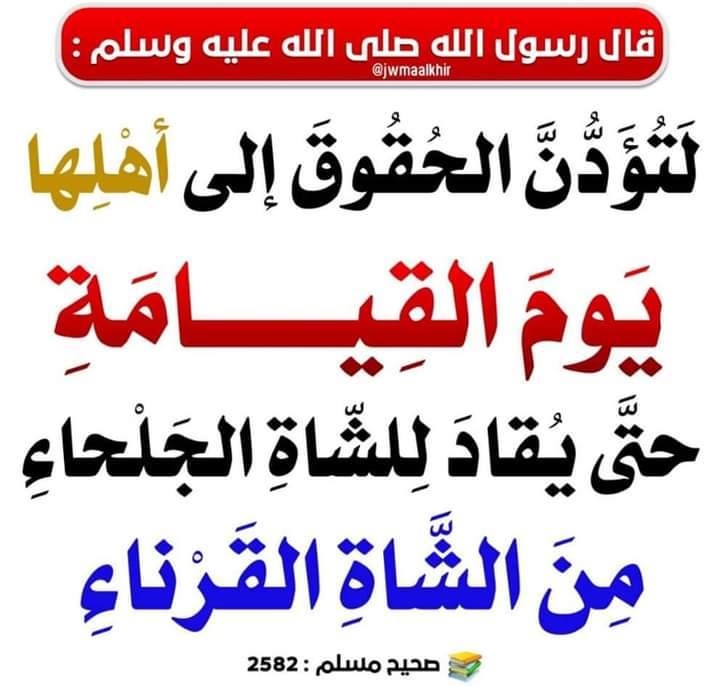 قال رسول الله صلى الله عليه وسلم :
@jwmaalkhir
لَتُؤَدُّنَّ الحُقُوقَ إلى أهْلِها
يَومَ القِيـــــامَةِ
حتَّى يُقادَ لِلشّاةِ الجَلْحاءِ
مِنَ الشَّاةِ القَرْناءِ
صحيح مسلم : 2582